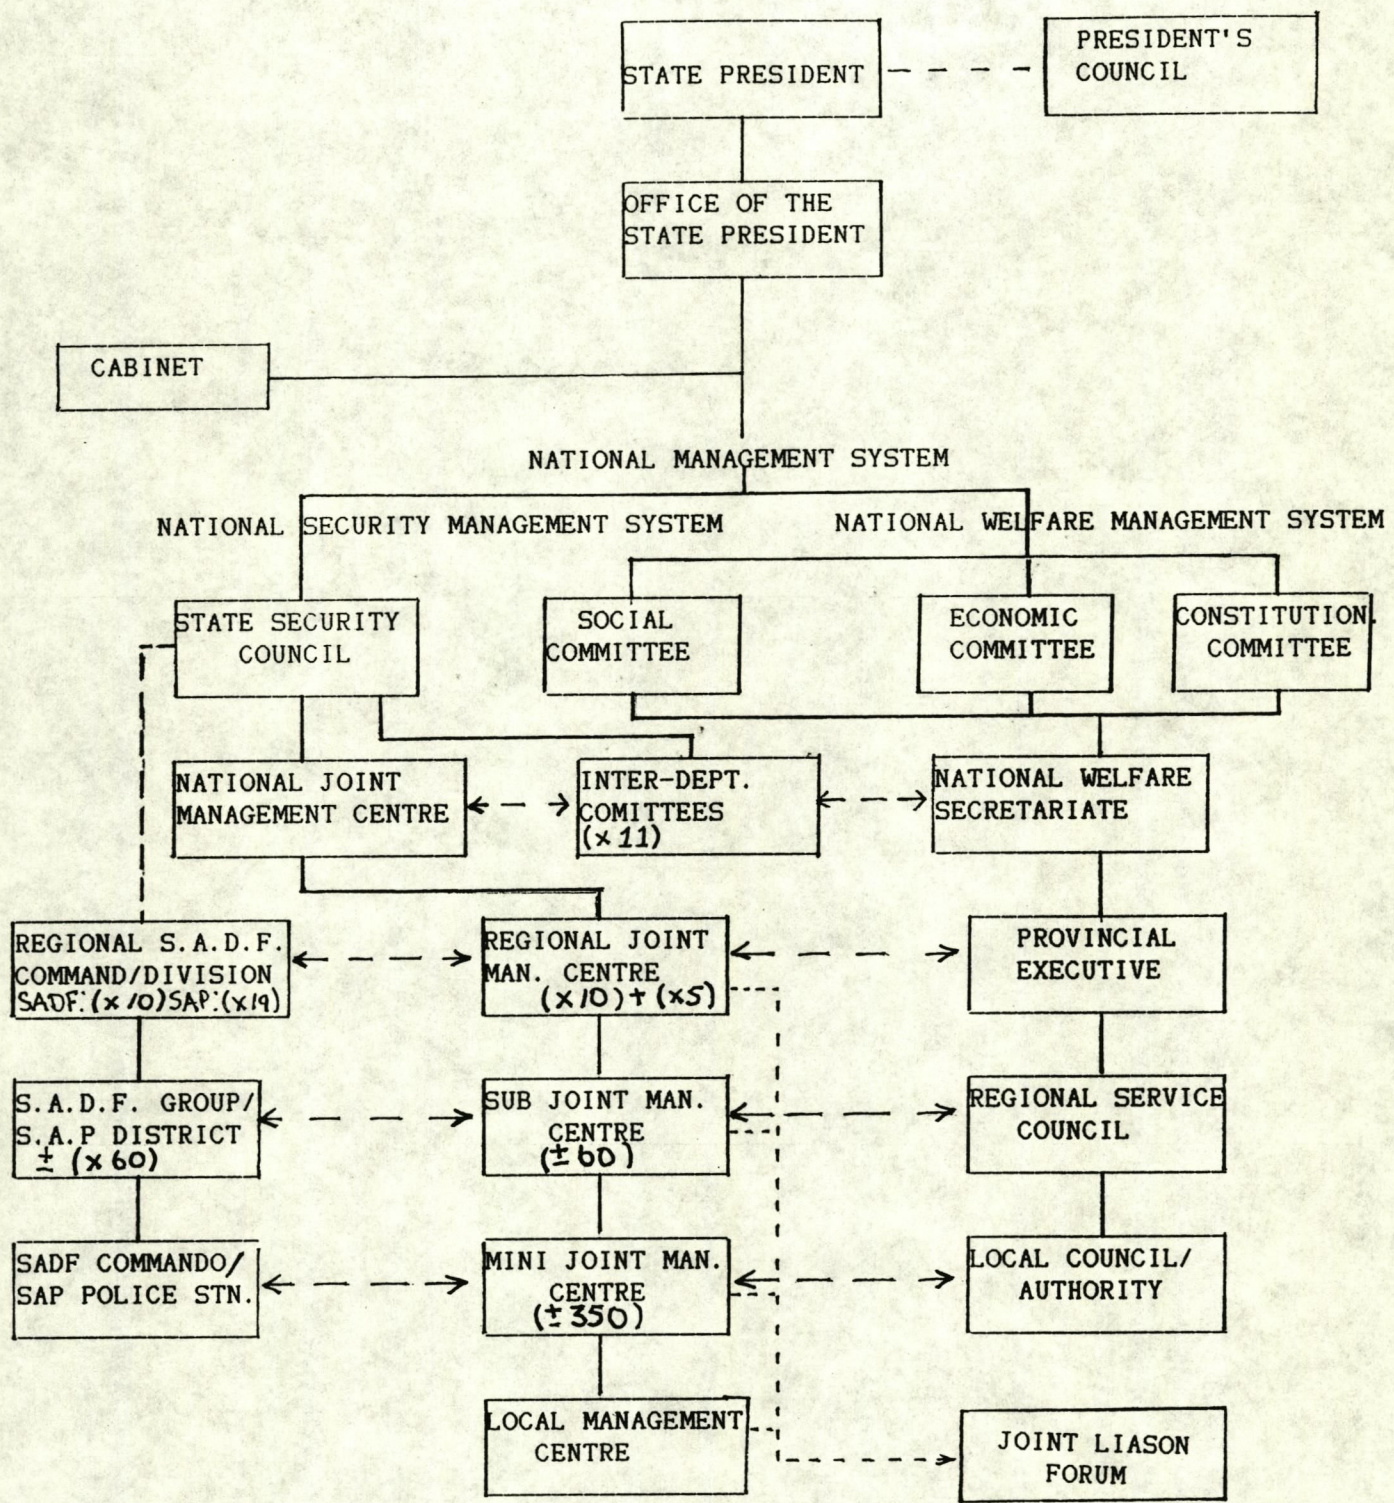 STATE PRESIDENT
PRESIDENT'S
COUNCIL
OFFICE OF THE
STATE PRESIDENT
CABINET
NATIONAL MANAGEMENT SYSTEM
NATIONAL SECURITY MANAGEMENT SYSTEM
NATIONAL WELFARE MANAGEMENT SYSTEM
STATE SECURITY
COUNCIL
SOCIAL
COMMITTEE
ECONOMIC
COMMITTEE
CONSTITUTION.
COMMITTEE
NATIONAL JOINT
MANAGEMENT CENTRE
INTER-DEPT.
COMITTEES
(x 11)
NATIONAL WELFARE
SECRETARIATE
REGIONAL S.A.D.F.
COMMAND/DIVISION
SADF: (x 10) SAP: (x19)
REGIONAL JOINT
MAN. CENTRE
(x10) + (x5)
PROVINCIAL
EXECUTIVE
S.A.D.F. GROUP/
S.A.P DISTRICT
± (x 60)
SUB JOINT MAN.
CENTRE
(±60)
REGIONAL SERVICE
COUNCIL
SADF COMMANDO/
SAP POLICE STN.
MINI JOINT MAN.
CENTRE
(±350)
LOCAL COUNCIL/
AUTHORITY
LOCAL MANAGEMENT
CENTRE
JOINT LIASON
FORUM